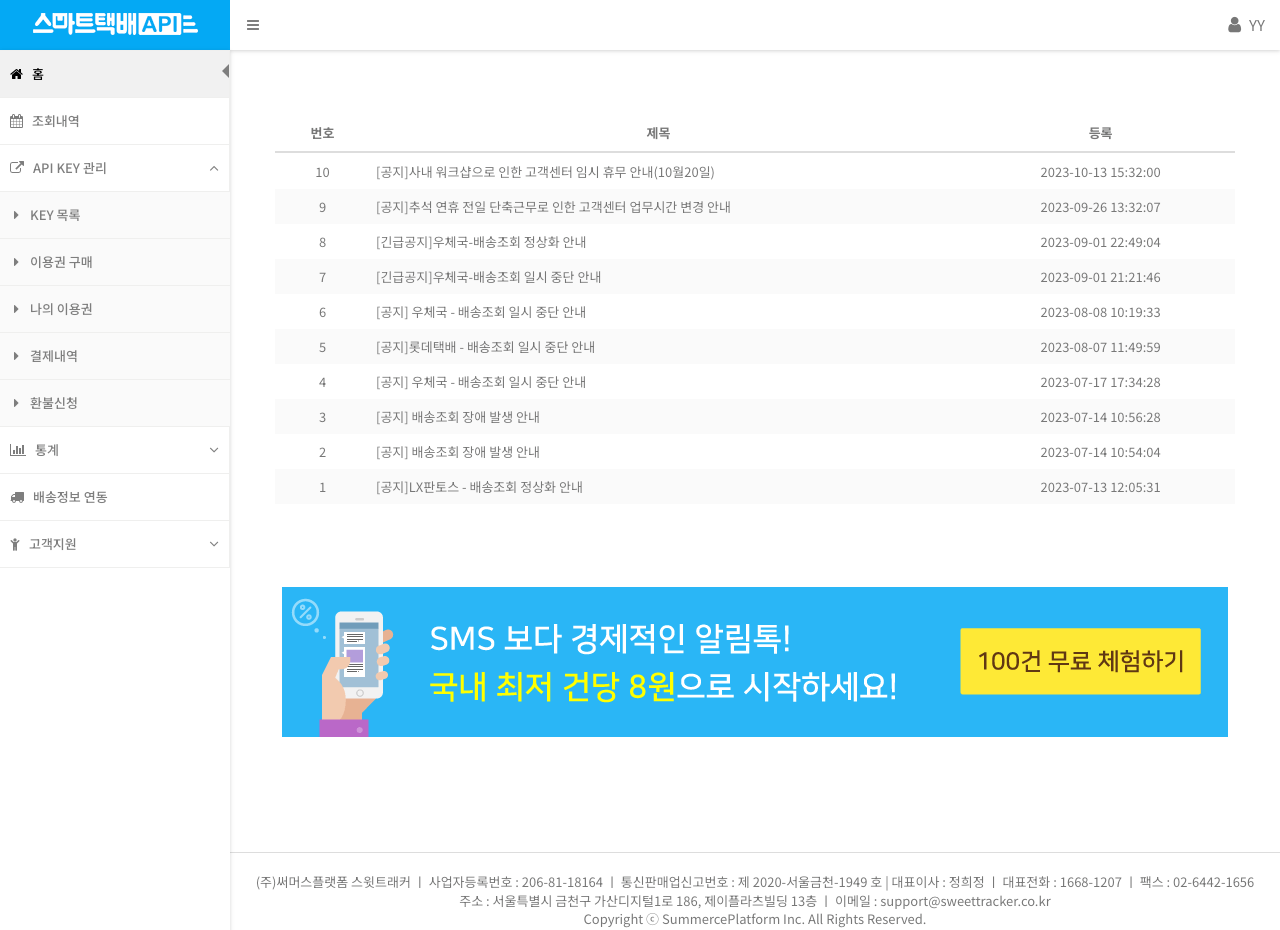 스마트택배API
YY
홈
조회내역
API KEY 관리
KEY 목록
이용권 구매
나의 이용권
결제내역
환불신청
통계
배송정보 연동
고객지원
번호 제목 등록
10 [공지]사내 워크샵으로 인한 고객센터 임시 휴무 안내(10월20일) 2023-10-13 15:32:00
9 [공지]추석 연휴 전일 단축근무로 인한 고객센터 업무시간 변경 안내 2023-09-26 13:32:07
8 [긴급공지]우체국-배송조회 정상화 안내 2023-09-01 22:49:04
7 [긴급공지]우체국-배송조회 일시 중단 안내 2023-09-01 21:21:46
6 [공지] 우체국 - 배송조회 일시 중단 안내 2023-08-08 10:19:33
5 [공지]롯데택배 - 배송조회 일시 중단 안내 2023-08-07 11:49:59
4 [공지] 우체국 - 배송조회 일시 중단 안내 2023-07-17 17:34:28
3 [공지] 배송조회 장애 발생 안내 2023-07-14 10:56:28
2 [공지] 배송조회 장애 발생 안내 2023-07-14 10:54:04
1 [공지]LX판토스 - 배송조회 정상화 안내 2023-07-13 12:05:31
SMS 보다 경제적인 알림톡!
국내 최저 건당 8원으로 시작하세요!
100건 무료 체험하기
(주)써머스플랫폼 스윗트래커 ㅣ 사업자등록번호 : 206-81-18164 ㅣ 통신판매업신고번호 : 제 2020-서울금천-1949 호 | 대표이사 : 정희정 ㅣ 대표전화 : 1668-1207 ㅣ 팩스 : 02-6442-1656
주소 : 서울특별시 금천구 가산디지털1로 186, 제이플라츠빌딩 13층 ㅣ 이메일 : support@sweettracker.co.kr
Copyright ⓒ SummercePlatform Inc. All Rights Reserved.